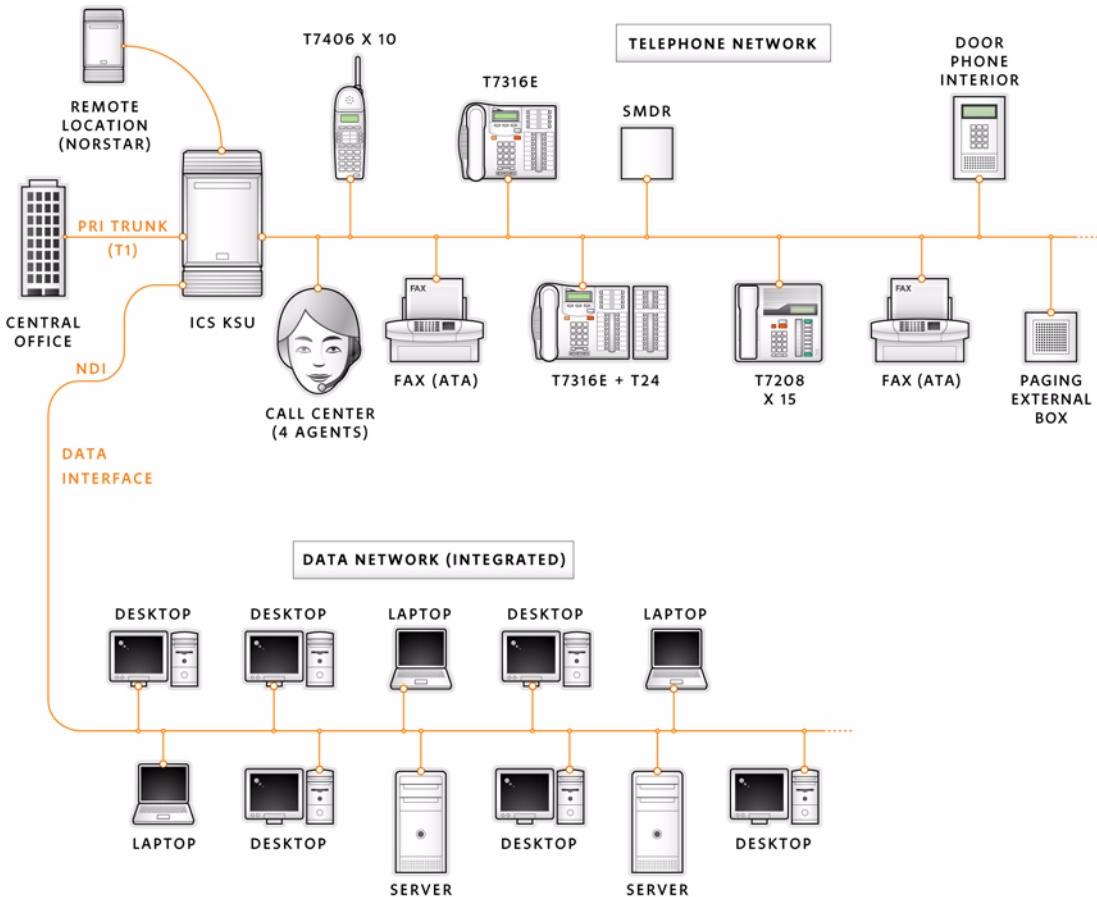 T7406 X 10
TELEPHONE NETWORK
DOOR
PHONE
INTERIOR
T7316E
SMDR
REMOTE
LOCATION
(NORSTAR)
PRI TRUNK
(T1)
CENTRAL
OFFICE
ICS KSU
NDI
DATA
INTERFACE
CALL CENTER
(4 AGENTS)
FAX
FAX (ATA)
T7316E + T24
T7208
X 15
FAX
FAX (ATA)
PAGING
EXTERNAL
BOX
DATA NETWORK (INTEGRATED)
DESKTOP
DESKTOP
LAPTOP
DESKTOP
LAPTOP
LAPTOP
DESKTOP
SERVER
DESKTOP
SERVER
DESKTOP